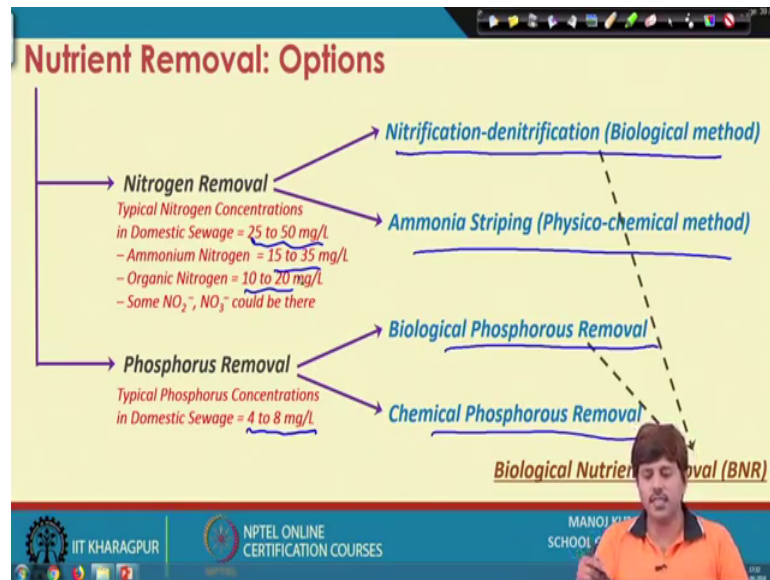 Nutrient Removal: Options
Nitrification-denitrification (Biological method)
Nitrogen Removal
Typical Nitrogen Concentrations
in Domestic Sewage = 25 to 50 mg/L
– Ammonium Nitrogen = 15 to 35 mg/L
– Organic Nitrogen = 10 to 20 mg/L
– Some NO₂⁻, NO₃⁻ could be there
Ammonia Striping (Physico-chemical method)
Biological Phosphorous Removal
Phosphorus Removal
Typical Phosphorus Concentrations
in Domestic Sewage = 4 to 8 mg/L
Chemical Phosphorous Removal
Biological (BNR)
IIT KHARAGPUR
NPTEL ONLINE
CERTIFICATION COURSES
MANOJ
SCHOOL